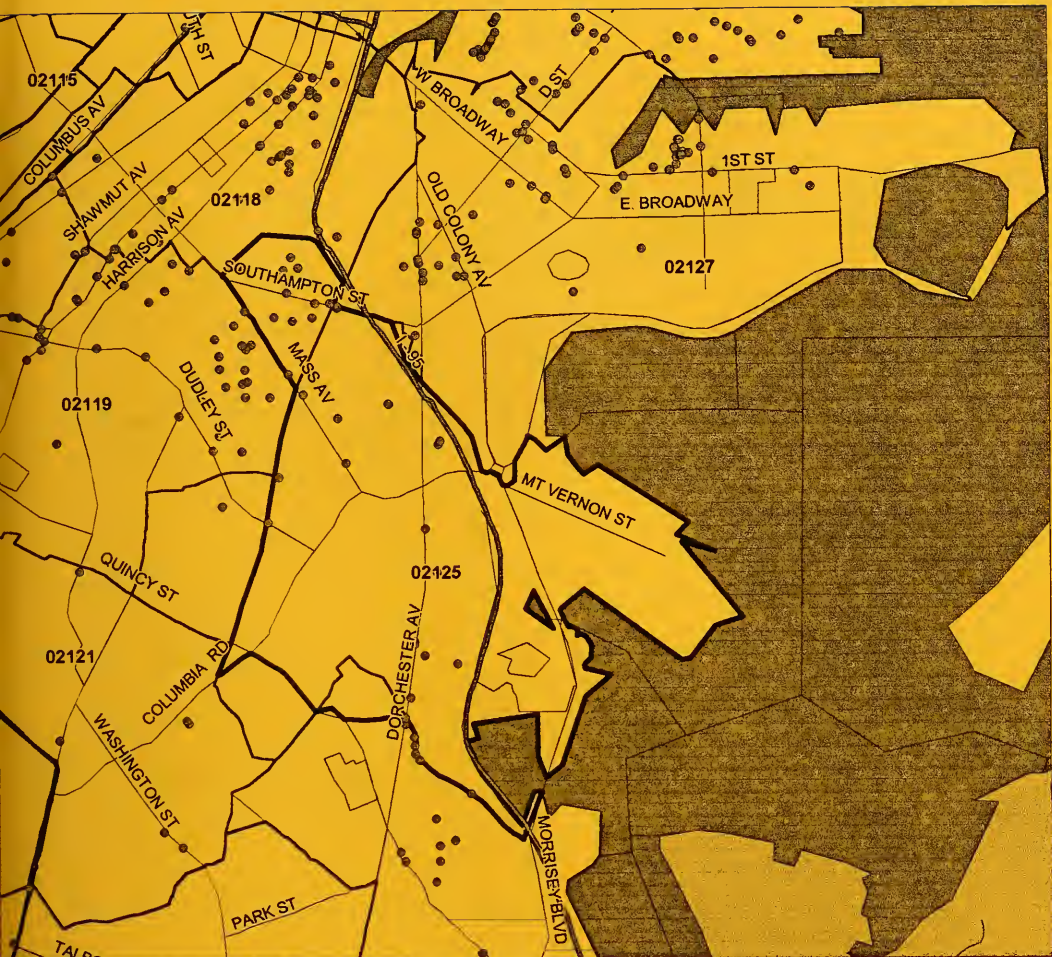 UTH ST
02115
D ST
W BROADWAY
COLUMBUS AV
1ST ST
SHAWMUT AV
02118
OLD COLONY AV
E. BROADWAY
HARRISON AV
SOUTHAMPTON ST
02127
I-95
MASS AV
DUDLEY ST
02119
MT VERNON ST
QUINCY ST
02125
02121
COLUMBIA RD
DORCHESTER AV
WASHINGTON ST
MORRISEY BLVD
PARK ST